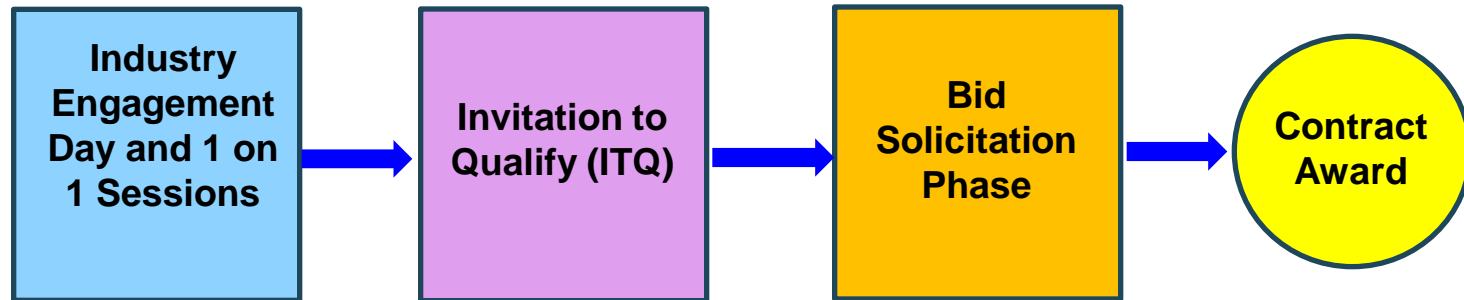 Industry
Engagement
Day and 1 on
1 Sessions
Invitation to
Qualify (ITQ)
Bid
Solicitation
Phase
Contract
Award